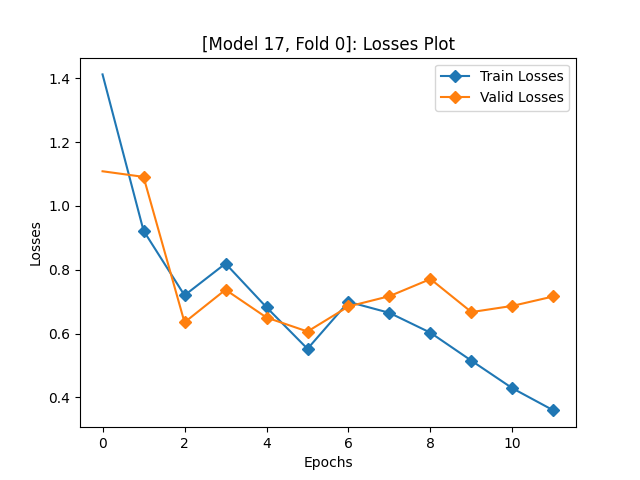 [Model 17, Fold 0]: Losses Plot
Train Losses
Valid Losses
Losses
1.4
1.2
1.0
0.8
0.6
0.4
0 2 4 6 8 10
Epochs